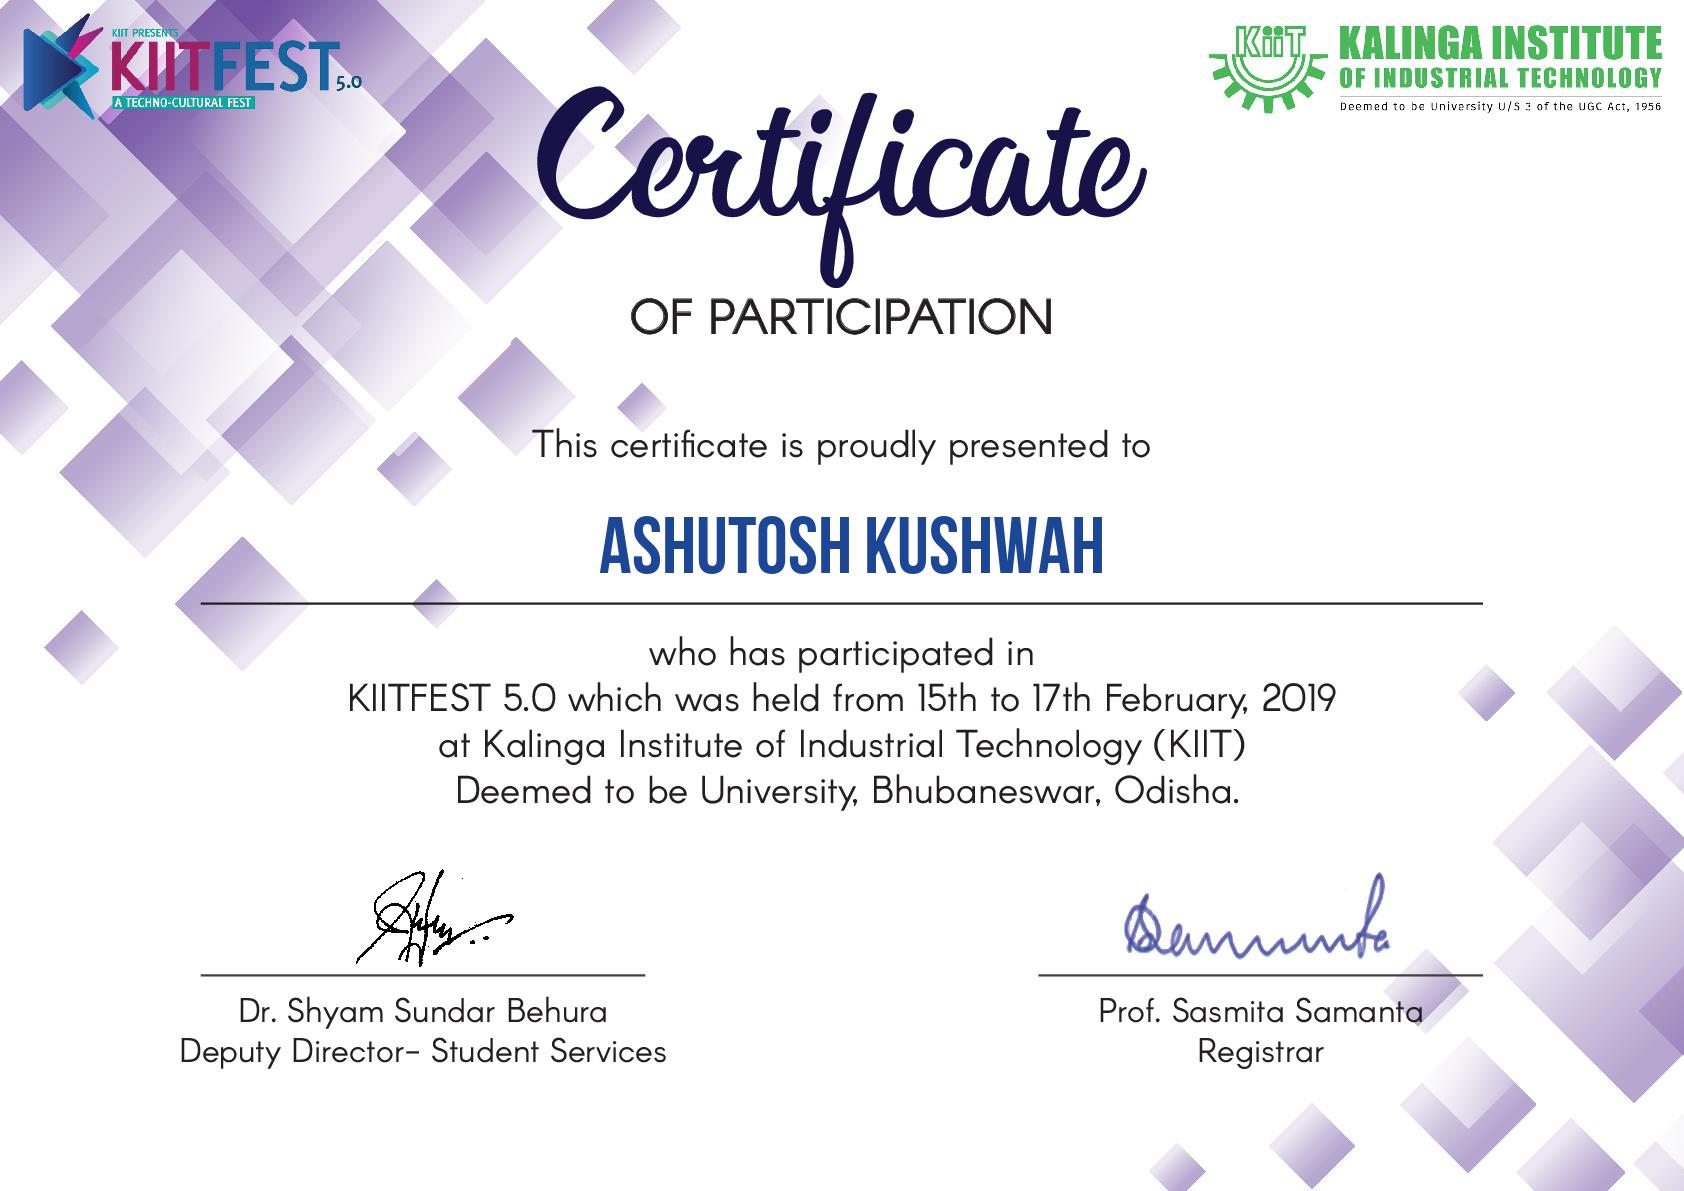 KIIT PRESENTS
KIITFEST 5.0
A TECHNO-CULTURAL FEST
KiiT
KALINGA INSTITUTE
OF INDUSTRIAL TECHNOLOGY
Deemed to be University U/S 3 of the UGC Act, 1956
Certificate
OF PARTICIPATION
This certificate is proudly presented to
ASHUTOSH KUSHWAH
who has participated in
KIITFEST 5.0 which was held from 15th to 17th February, 2019
at Kalinga Institute of Industrial Technology (KIIT)
Deemed to be University, Bhubaneswar, Odisha.
Dr. Shyam Sundar Behura
Deputy Director- Student Services
Prof. Sasmita Samanta
Registrar